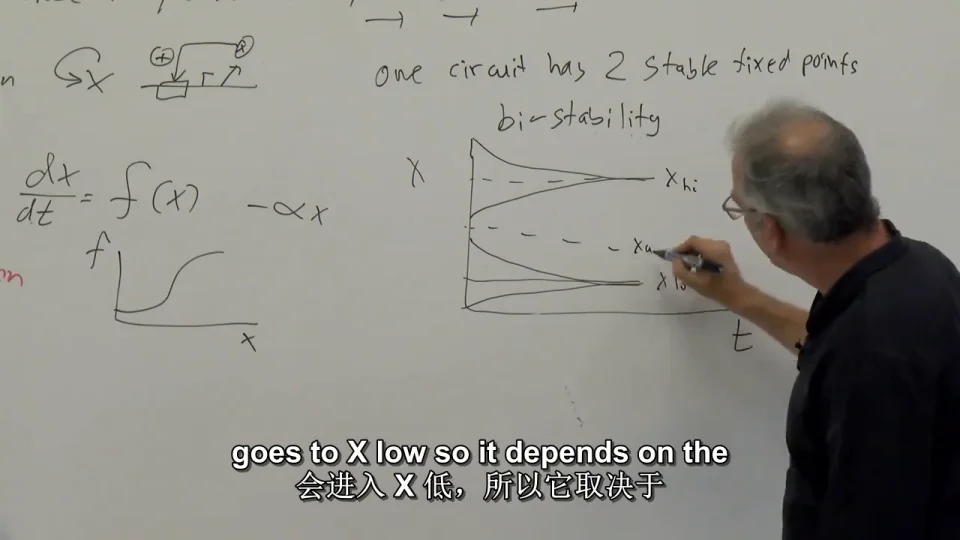 X
one circuit has 2 stable fixed points
bi-stability
dx/dt = f(x) - αx
X
X hi
f
X
X lo
t
goes to X low so it depends on the
会进入 X 低，所以它取决于